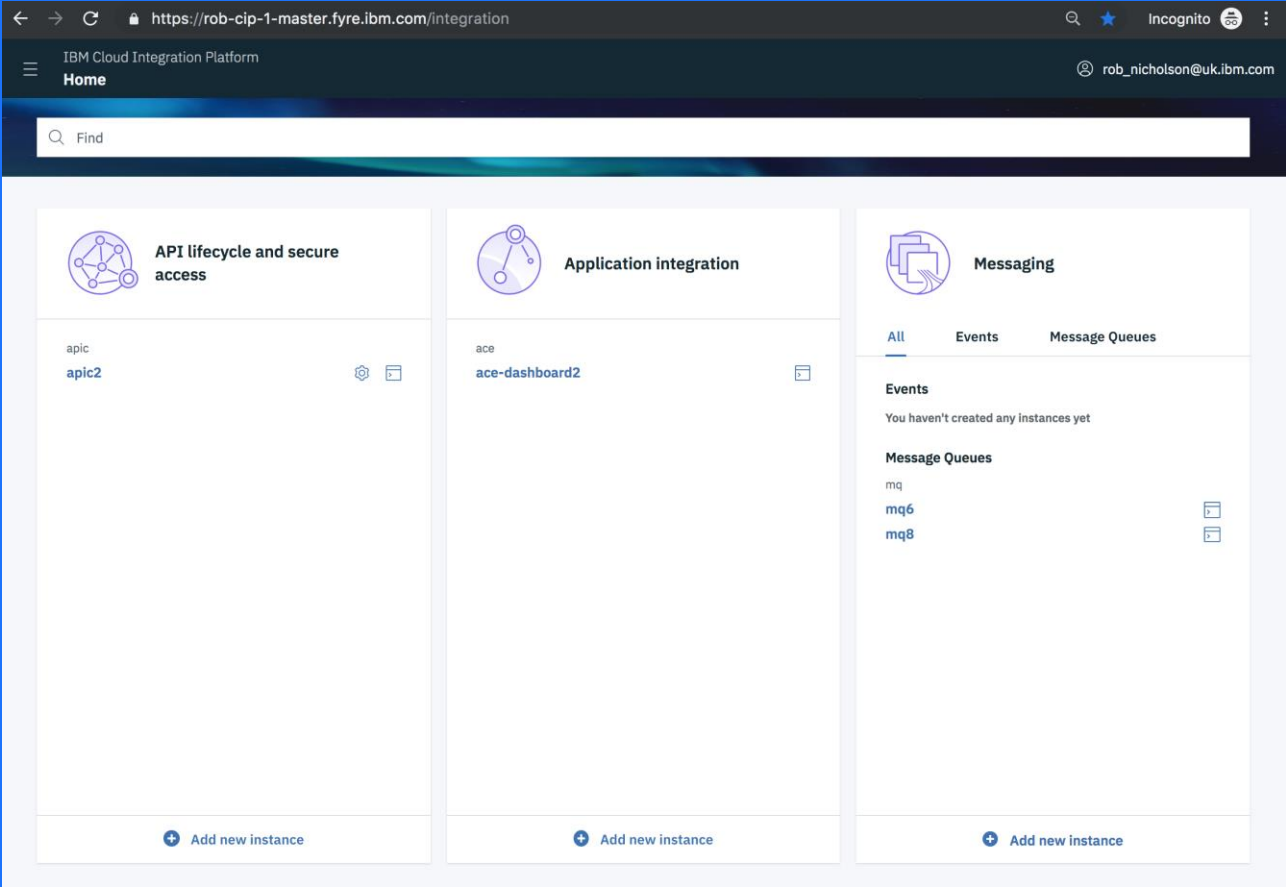 https://rob-cip-1-master.fyre.ibm.com/integration
Incognito
IBM Cloud Integration Platform
Home
rob_nicholson@uk.ibm.com
Find
API lifecycle and secure
access
apic
apic2
Add new instance
Application integration
ace
ace-dashboard2
Add new instance
Messaging
All Events Message Queues
Events
You haven't created any instances yet
Message Queues
mq
mq6
mq8
Add new instance